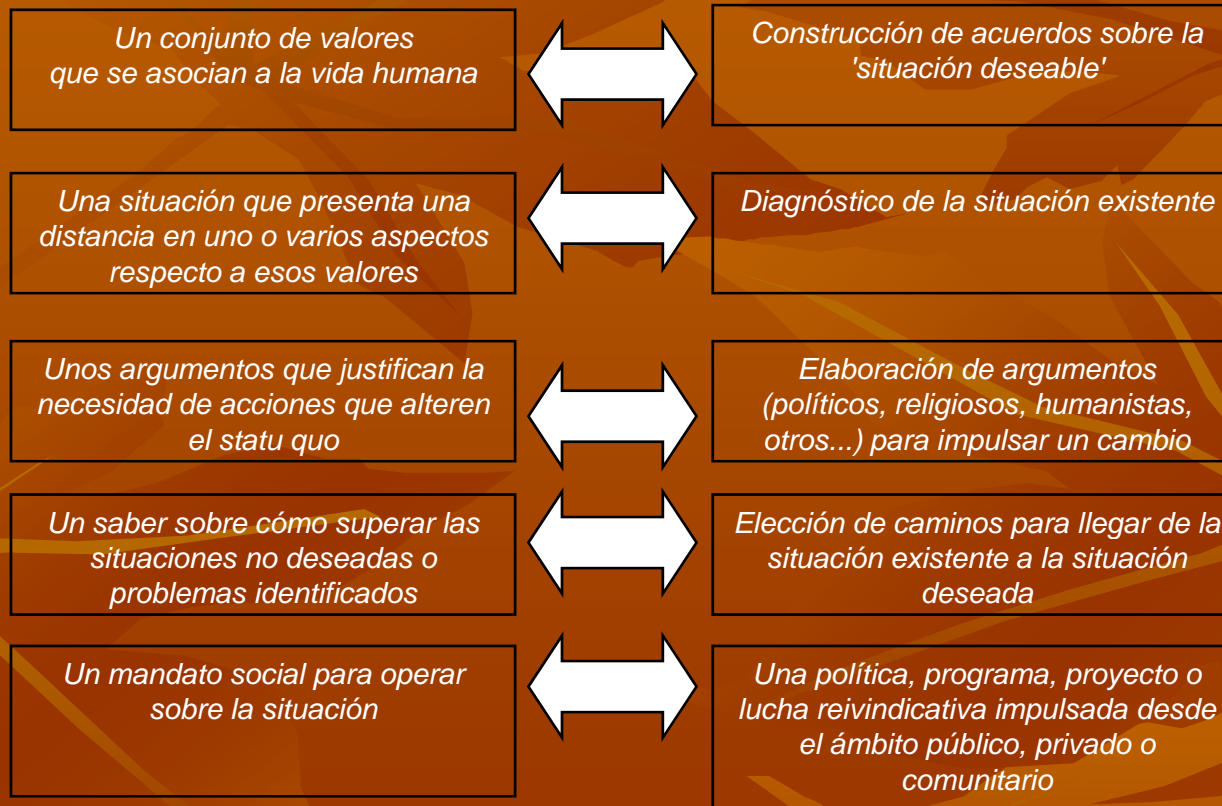 Un conjunto de valores
que se asocian a la vida humana
Construcción de acuerdos sobre la
'situación deseable'
Una situación que presenta una
distancia en uno o varios aspectos
respecto a esos valores
Diagnóstico de la situación existente
Unos argumentos que justifican la
necesidad de acciones que alteren
el statu quo
Elaboración de argumentos
(políticos, religiosos, humanistas,
otros...) para impulsar un cambio
Un saber sobre cómo superar las
situaciones no deseadas o
problemas identificados
Elección de caminos para llegar de la
situación existente a la situación
deseada
Un mandato social para operar
sobre la situación
Una política, programa, proyecto o
lucha reivindicativa impulsada desde
el ámbito público, privado o
comunitario